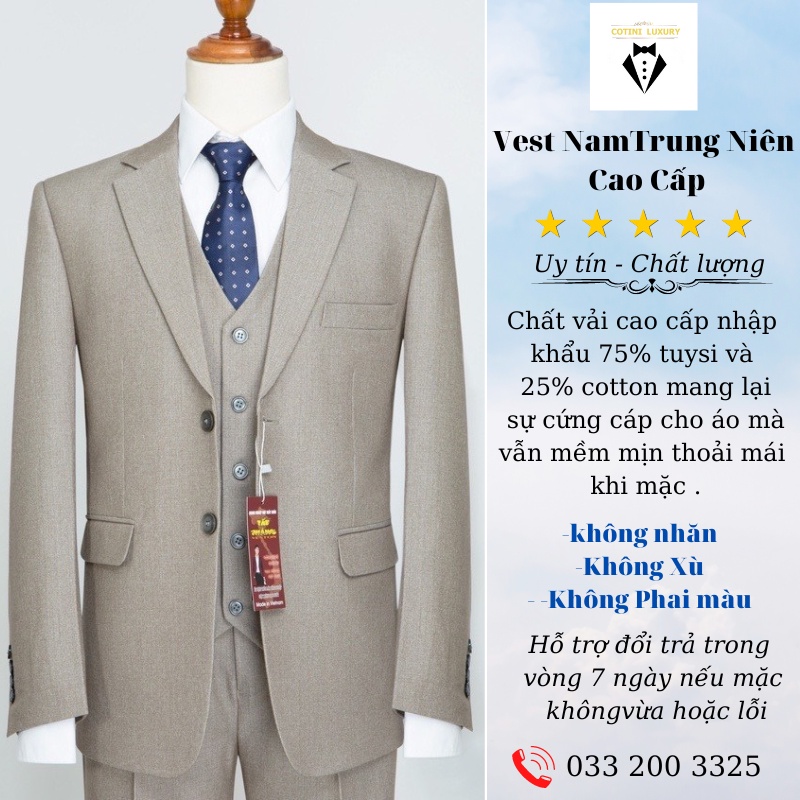 COTINI LUXURY
Vest NamTrung Niên
Cao Cấp
Uy tín - Chất lượng
Chất vải cao cấp nhập
khẩu 75% tuysi và
25% cotton mang lại
sự cứng cáp cho áo mà
vẫn mềm mịn thoải mái
khi mặc .
-không nhăn
-Không Xù
- -Không Phai màu
Hỗ trợ đổi trả trong
vòng 7 ngày nếu mặc
khôngvừa hoặc lỗi
033 200 3325
Made in Vietnam